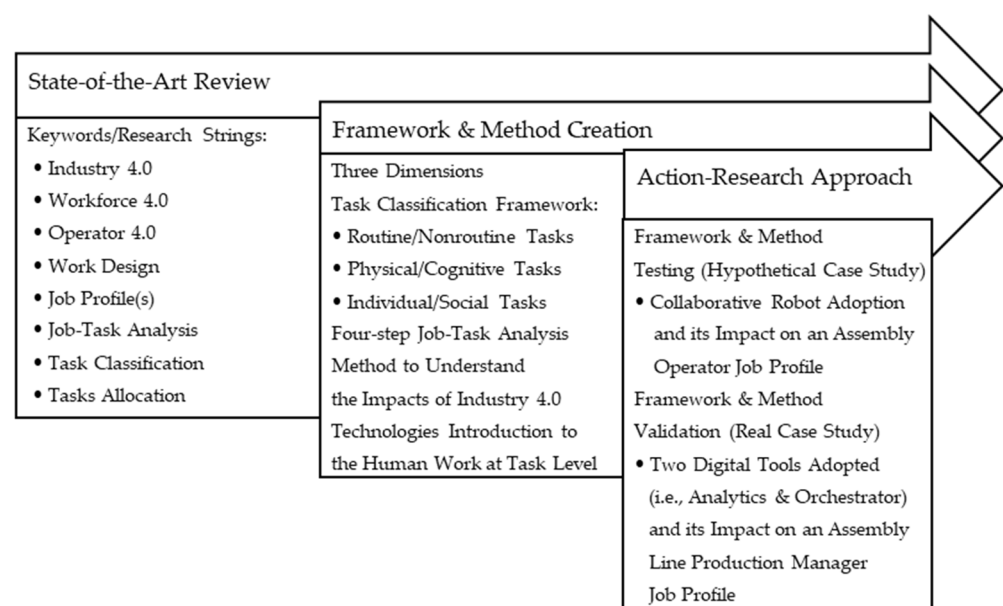 State-of-the-Art Review
Keywords/Research Strings:
• Industry 4.0
• Workforce 4.0
• Operator 4.0
• Work Design
• Job Profile(s)
• Job-Task Analysis
• Task Classification
• Tasks Allocation
Framework & Method Creation
Three Dimensions
Task Classification Framework:
• Routine/Nonroutine Tasks
• Physical/Cognitive Tasks
• Individual/Social Tasks
Four-step Job-Task Analysis
Method to Understand
the Impacts of Industry 4.0
Technologies Introduction to
the Human Work at Task Level
Action-Research Approach
Framework & Method
Testing (Hypothetical Case Study)
• Collaborative Robot Adoption
and its Impact on an Assembly
Operator Job Profile
Framework & Method
Validation (Real Case Study)
• Two Digital Tools Adopted
(i.e., Analytics & Orchestrator)
and its Impact on an Assembly
Line Production Manager
Job Profile